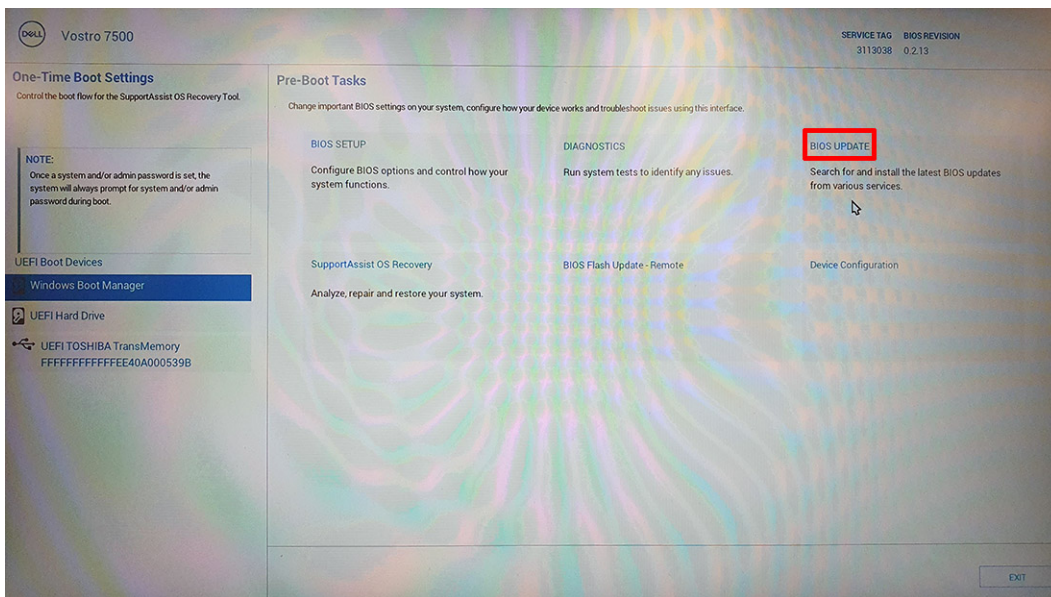 DELL
Vostro 7500
SERVICE TAG BIOS REVISION
3113038 0.2.13
One-Time Boot Settings
Control the boot flow for the SupportAssist OS Recovery Tool.
NOTE:
Once a system and/or admin password is set, the
system will always prompt for system and/or admin
password during boot.
UEFI Boot Devices
Windows Boot Manager
UEFI Hard Drive
UEFI TOSHIBA TransMemory
FFFFFFFFFFFFEE40A000539B
Pre-Boot Tasks
Change important BIOS settings on your system, configure how your device works and troubleshoot issues using this interface.
BIOS SETUP
Configure BIOS options and control how your
system functions.
DIAGNOSTICS
Run system tests to identify any issues.
BIOS UPDATE
Search for and install the latest BIOS updates
from various services.
SupportAssist OS Recovery
Analyze, repair and restore your system.
BIOS Flash Update - Remote
Device Configuration
EXIT